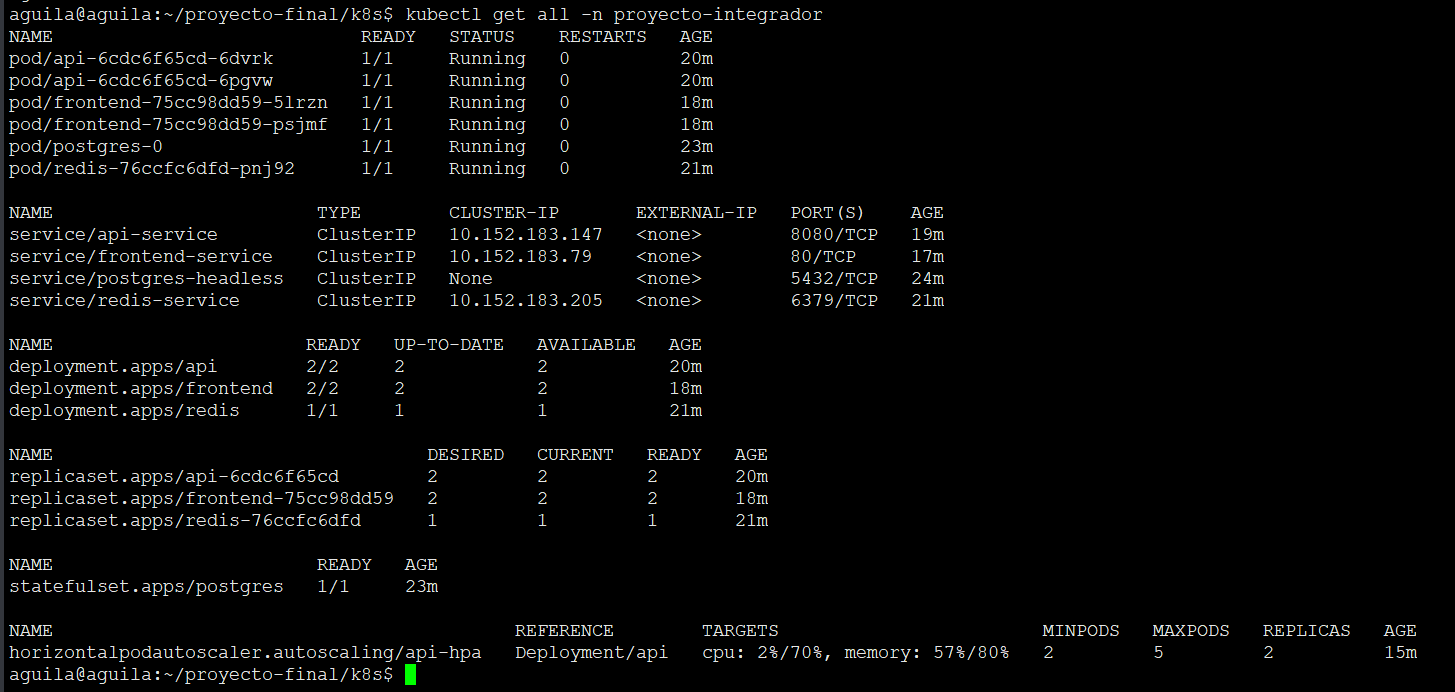 aguila@aguila:~/proyecto-final/k8s$ kubectl get all -n proyecto-integrador
NAME READY STATUS RESTARTS AGE
pod/api-6cdc6f65cd-6dvrk 1/1 Running 0 20m
pod/api-6cdc6f65cd-6pgvw 1/1 Running 0 20m
pod/frontend-75cc98dd59-5lrzn 1/1 Running 0 18m
pod/frontend-75cc98dd59-psjmf 1/1 Running 0 18m
pod/postgres-0 1/1 Running 0 23m
pod/redis-76ccfc6dfd-pnj92 1/1 Running 0 21m
NAME TYPE CLUSTER-IP EXTERNAL-IP PORT(S) AGE
service/api-service ClusterIP 10.152.183.147 <none> 8080/TCP 19m
service/frontend-service ClusterIP 10.152.183.79 <none> 80/TCP 17m
service/postgres-headless ClusterIP None <none> 5432/TCP 24m
service/redis-service ClusterIP 10.152.183.205 <none> 6379/TCP 21m
NAME READY UP-TO-DATE AVAILABLE AGE
deployment.apps/api 2/2 2 2 20m
deployment.apps/frontend 2/2 2 2 18m
deployment.apps/redis 1/1 1 1 21m
NAME DESIRED CURRENT READY AGE
replicaset.apps/api-6cdc6f65cd 2 2 2 20m
replicaset.apps/frontend-75cc98dd59 2 2 2 18m
replicaset.apps/redis-76ccfc6dfd 1 1 1 21m
NAME READY AGE
statefulset.apps/postgres 1/1 23m
NAME REFERENCE TARGETS MINPODS MAXPODS REPLICAS AGE
horizontalpodautoscaler.autoscaling/api-hpa Deployment/api cpu: 2%/70%, memory: 57%/80% 2 5 2 15m
aguila@aguila:~/proyecto-final/k8s$